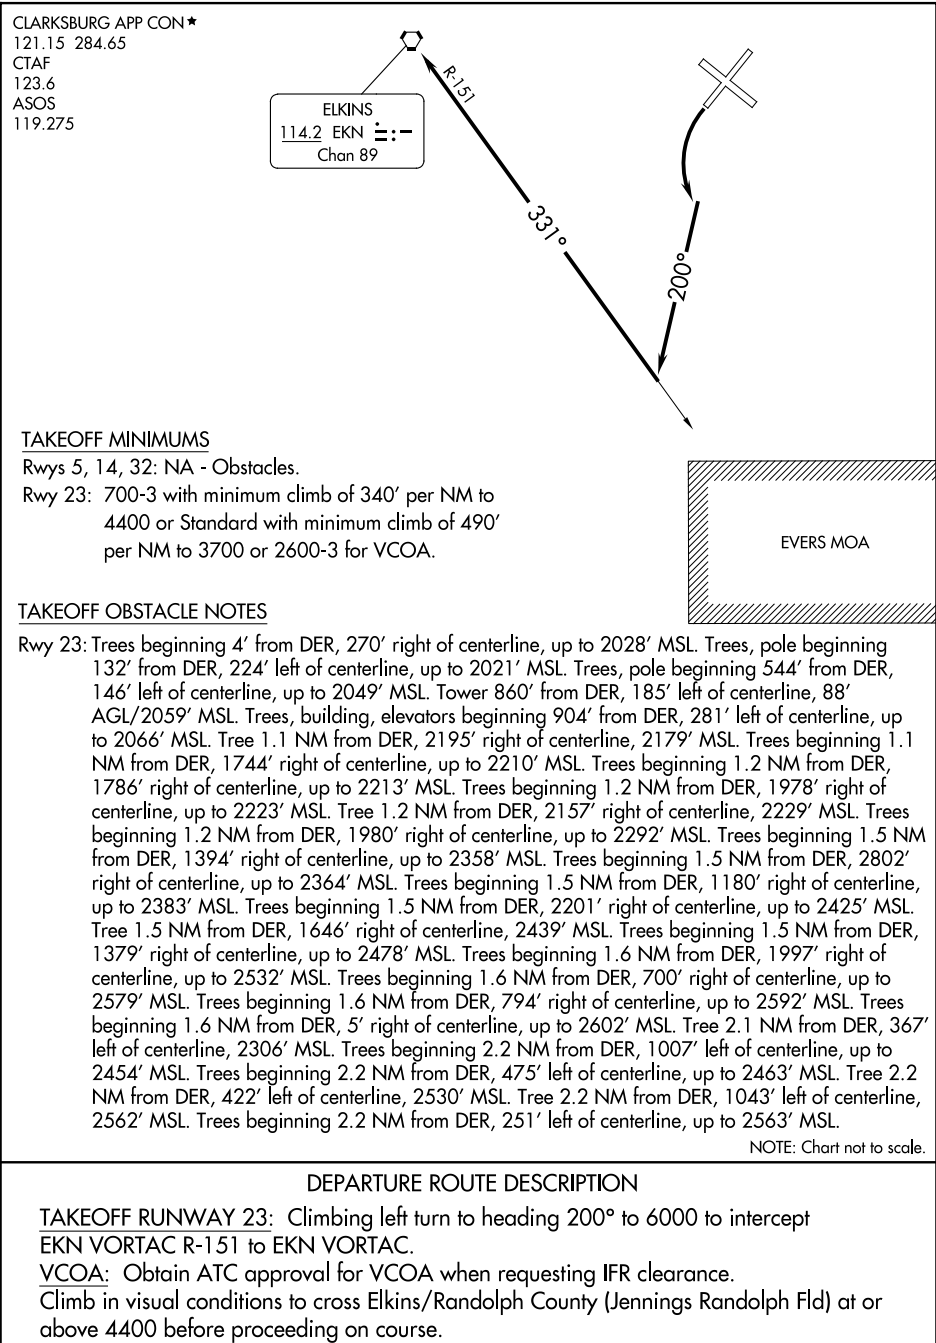 CLARKSBURG APP CON★
121.15 284.65
CTAF
123.6
ASOS
119.275
R-151
ELKINS
114.2 EKN
Chan 89
331°
200°
TAKEOFF MINIMUMS
Rwys 5, 14, 32: NA - Obstacles.
Rwy 23: 700-3 with minimum climb of 340' per NM to
4400 or Standard with minimum climb of 490'
per NM to 3700 or 2600-3 for VCOA.
EVERS MOA
TAKEOFF OBSTACLE NOTES
Rwy 23: Trees beginning 4' from DER, 270' right of centerline, up to 2028' MSL. Trees, pole beginning
132' from DER, 224' left of centerline, up to 2021' MSL. Trees, pole beginning 544' from DER,
146' left of centerline, up to 2049' MSL. Tower 860' from DER, 185' left of centerline, 88'
AGL/2059' MSL. Trees, building, elevators beginning 904' from DER, 281' left of centerline, up
to 2066' MSL. Tree 1.1 NM from DER, 2195' right of centerline, 2179' MSL. Trees beginning 1.1
NM from DER, 1744' right of centerline, up to 2210' MSL. Trees beginning 1.2 NM from DER,
1786' right of centerline, up to 2213' MSL. Trees beginning 1.2 NM from DER, 1978' right of
centerline, up to 2223' MSL. Tree 1.2 NM from DER, 2157' right of centerline, 2229' MSL. Trees
beginning 1.2 NM from DER, 1980' right of centerline, up to 2292' MSL. Trees beginning 1.5 NM
from DER, 1394' right of centerline, up to 2358' MSL. Trees beginning 1.5 NM from DER, 2802'
right of centerline, up to 2364' MSL. Trees beginning 1.5 NM from DER, 1180' right of centerline,
up to 2383' MSL. Trees beginning 1.5 NM from DER, 2201' right of centerline, up to 2425' MSL.
Tree 1.5 NM from DER, 1646' right of centerline, 2439' MSL. Trees beginning 1.5 NM from DER,
1379' right of centerline, up to 2478' MSL. Trees beginning 1.6 NM from DER, 1997' right of
centerline, up to 2532' MSL. Trees beginning 1.6 NM from DER, 700' right of centerline, up to
2579' MSL. Trees beginning 1.6 NM from DER, 794' right of centerline, up to 2592' MSL. Trees
beginning 1.6 NM from DER, 5' right of centerline, up to 2602' MSL. Tree 2.1 NM from DER, 367'
left of centerline, 2306' MSL. Trees beginning 2.2 NM from DER, 1007' left of centerline, up to
2454' MSL. Trees beginning 2.2 NM from DER, 475' left of centerline, up to 2463' MSL. Tree 2.2
NM from DER, 422' left of centerline, 2530' MSL. Tree 2.2 NM from DER, 1043' left of centerline,
2562' MSL. Trees beginning 2.2 NM from DER, 251' left of centerline, up to 2563' MSL.
NOTE: Chart not to scale.
DEPARTURE ROUTE DESCRIPTION
TAKEOFF RUNWAY 23: Climbing left turn to heading 200° to 6000 to intercept
EKN VORTAC R-151 to EKN VORTAC.
VCOA: Obtain ATC approval for VCOA when requesting IFR clearance.
Climb in visual conditions to cross Elkins/Randolph County (Jennings Randolph Fld) at or
above 4400 before proceeding on course.